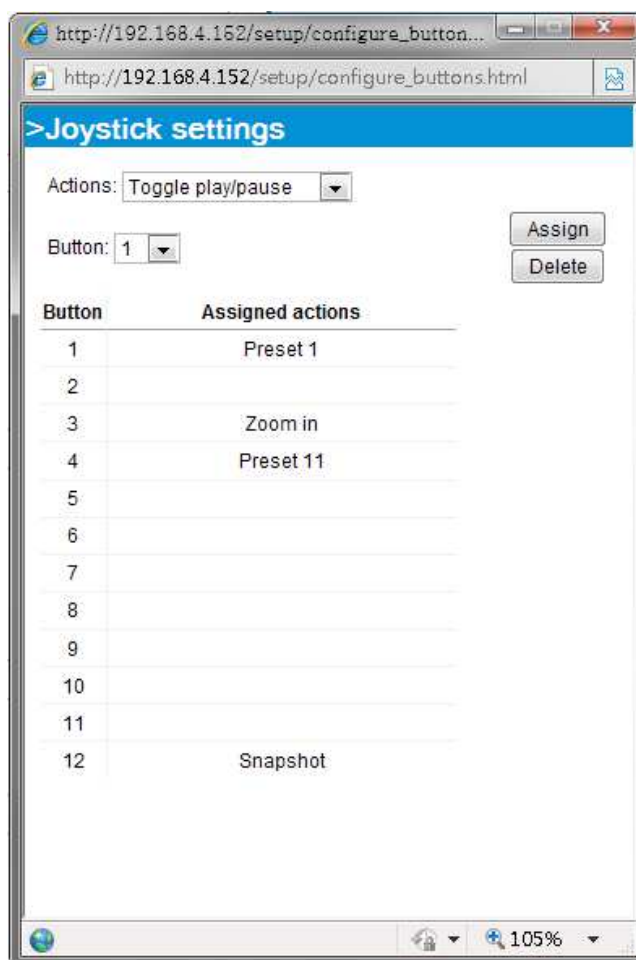 http://192.168.4.152/setup/configure_button...
http://192.168.4.152/setup/configure_buttons.html
>Joystick settings
Actions: Toggle play/pause
Button: 1
Assign
Delete
Button Assigned actions
1 Preset 1
2
3 Zoom in
4 Preset 11
5
6
7
8
9
10
11
12 Snapshot
105%